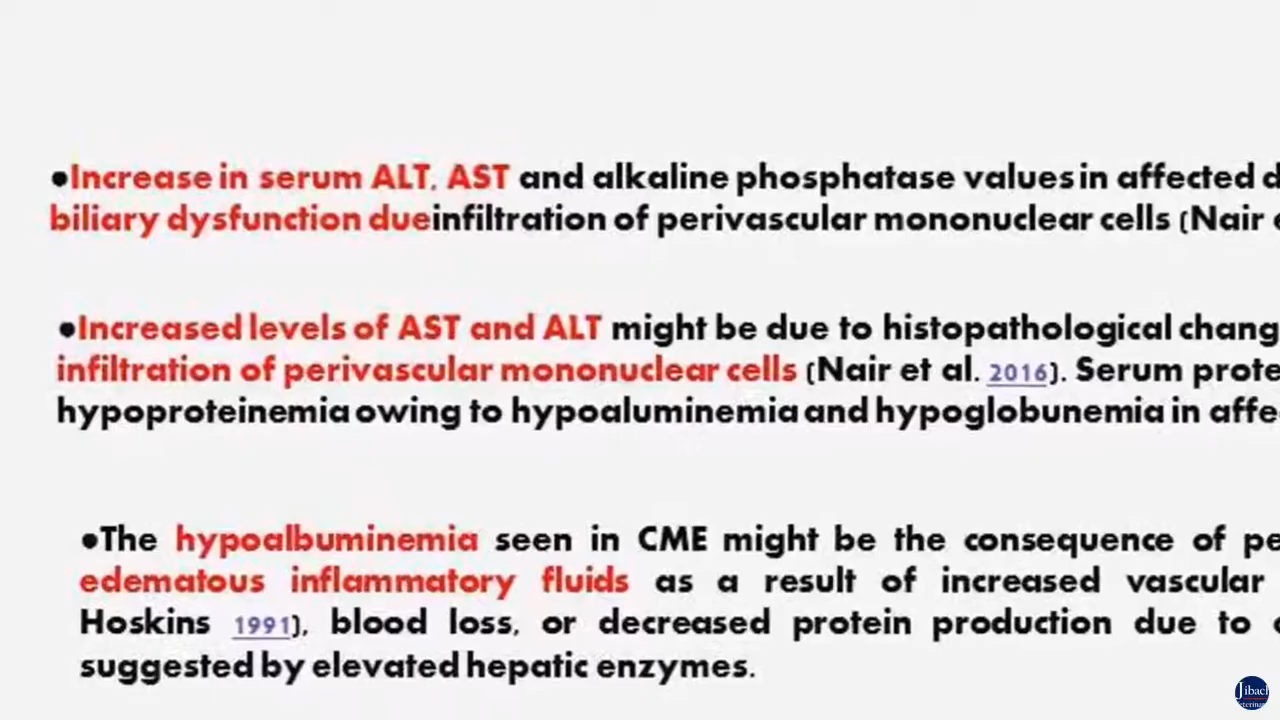 ●Increase in serum ALT, AST and alkaline phosphatase values in affected d
biliary dysfunction dueinfiltration of perivascular mononuclear cells (Nair
●Increased levels of AST and ALT might be due to histopathological chang
infiltration of perivascular mononuclear cells (Nair et al. 2016). Serum prote
hypoproteinemia owing to hypoaluminemia and hypoglobunemia in affe
●The hypoalbuminemia seen in CME might be the consequence of pe
edematous inflammatory fluids as a result of increased vascular
Hoskins 1991), blood loss, or decreased protein production due to
suggested by elevated hepatic enzymes.
Jibach